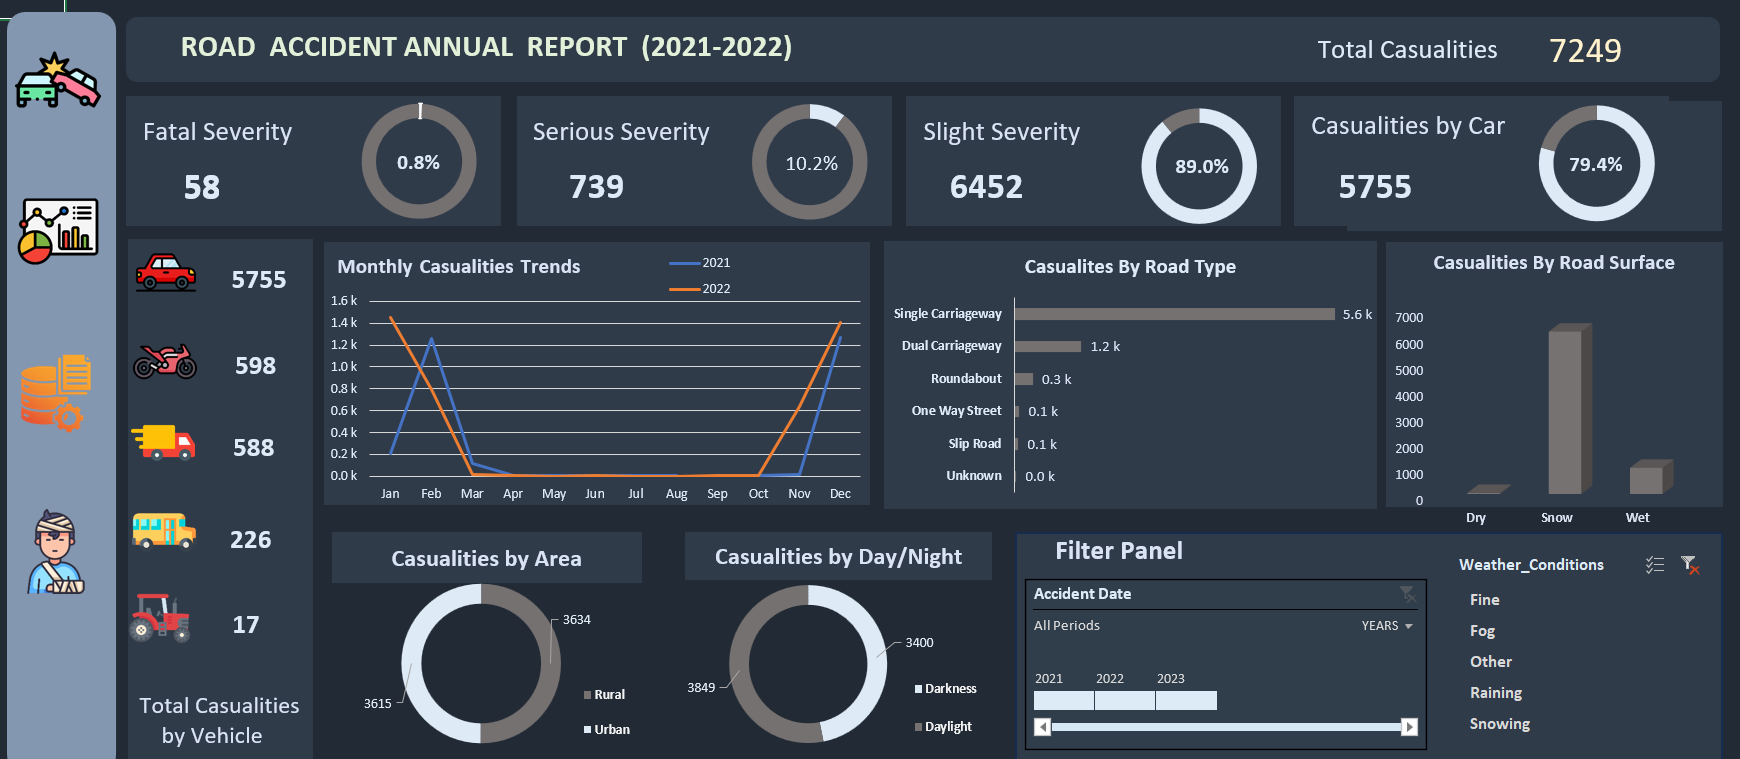 ROAD ACCIDENT ANNUAL REPORT (2021-2022)
Total Casualities 7249
Fatal Severity
58
0.8%
Serious Severity
739
10.2%
Slight Severity
6452
89.0%
Casualities by Car
5755
79.4%
5755
598
588
226
17
Total Casualities
by Vehicle
Monthly Casualities Trends
2021
2022
1.6 k
1.4 k
1.2 k
1.0 k
0.8 k
0.6 k
0.4 k
0.2 k
0.0 k
Jan Feb Mar Apr May Jun Jul Aug Sep Oct Nov Dec
Casualites By Road Type
Single Carriageway 5.6 k
Dual Carriageway 1.2 k
Roundabout 0.3 k
One Way Street 0.1 k
Slip Road 0.1 k
Unknown 0.0 k
Casualities By Road Surface
7000
6000
5000
4000
3000
2000
1000
0
Dry Snow Wet
Casualities by Area
3634
3615
Rural
Urban
Casualities by Day/Night
3400
3849
Darkness
Daylight
Filter Panel
Accident Date
All Periods YEARS
2021 2022 2023
Weather_Conditions
Fine
Fog
Other
Raining
Snowing